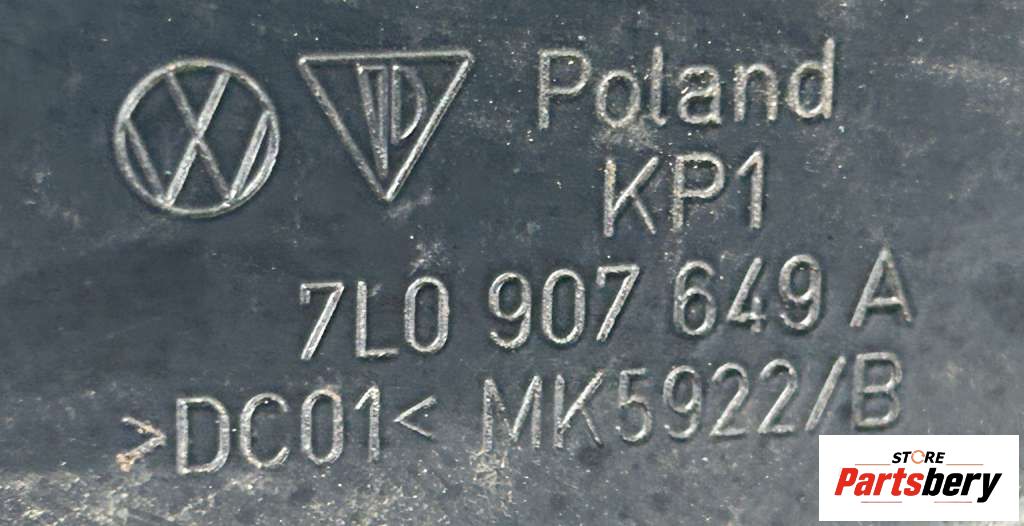 Poland
KP1
7L0 907 649 A
>DC01< MK5922/B
STORE
Partsbery